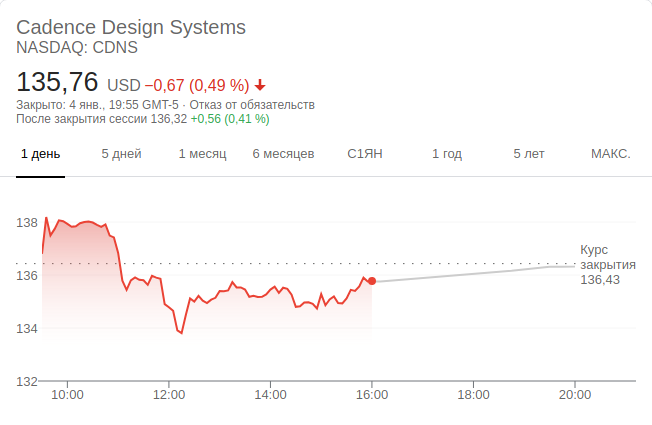 Cadence Design Systems
NASDAQ: CDNS
135,76 USD −0,67 (0,49 %)
Закрыто: 4 янв., 19:55 GMT-5 · Отказ от обязательств
После закрытия сессии 136,32 +0,56 (0,41 %)
1 день 5 дней 1 месяц 6 месяцев С1ЯН 1 год 5 лет МАКС.
138
136
134
132
Курс
закрытия
136,43
10:00 12:00 14:00 16:00 18:00 20:00